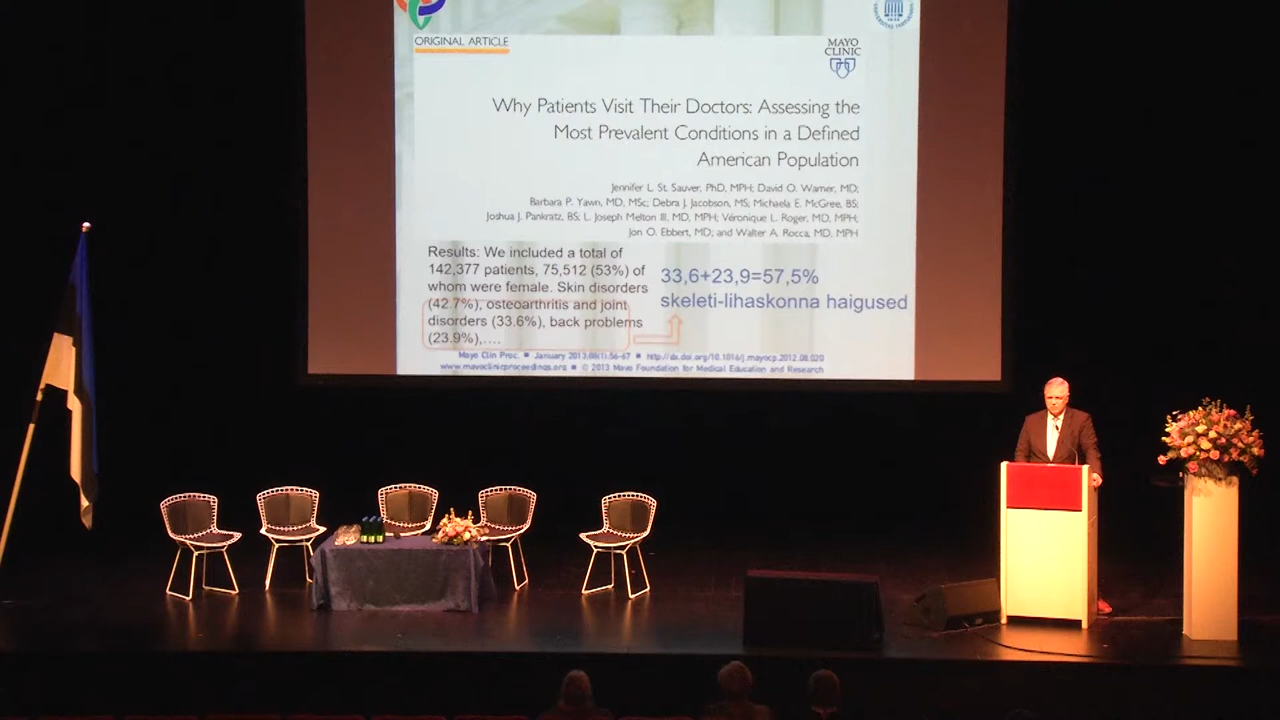 ORIGINAL ARTICLE
MAYO
CLINIC
Why Patients Visit Their Doctors: Assessing the
Most Prevalent Conditions in a Defined
American Population
Jennifer L. St. Sauver, PhD, MPH; David O. Warner, MD;
Barbara P. Yawn, MD, MSc; Debra J. Jacobson, MS; Michaela E. McGree, BS;
Joshua J. Pankratz, BS; L. Joseph Melton III, MD, MPH; Véronique L. Roger, MD, MPH;
Jon O. Ebbert, MD; and Walter A. Rocca, MD, MPH
Results: We included a total of
142,377 patients, 75,512 (53%) of
whom were female. Skin disorders
(42.7%), osteoarthritis and joint
disorders (33.6%), back problems
(23.9%),....
33,6+23,9=57,5%
skeleti-lihaskonna haigused
Mayo Clin Proc. ■ January 2013;88(1):56-67 ■ http://dx.doi.org/10.1016/j.mayocp.2012.08.020
www.mayoclinicproceedings.org ■ © 2013 Mayo Foundation for Medical Education and Research